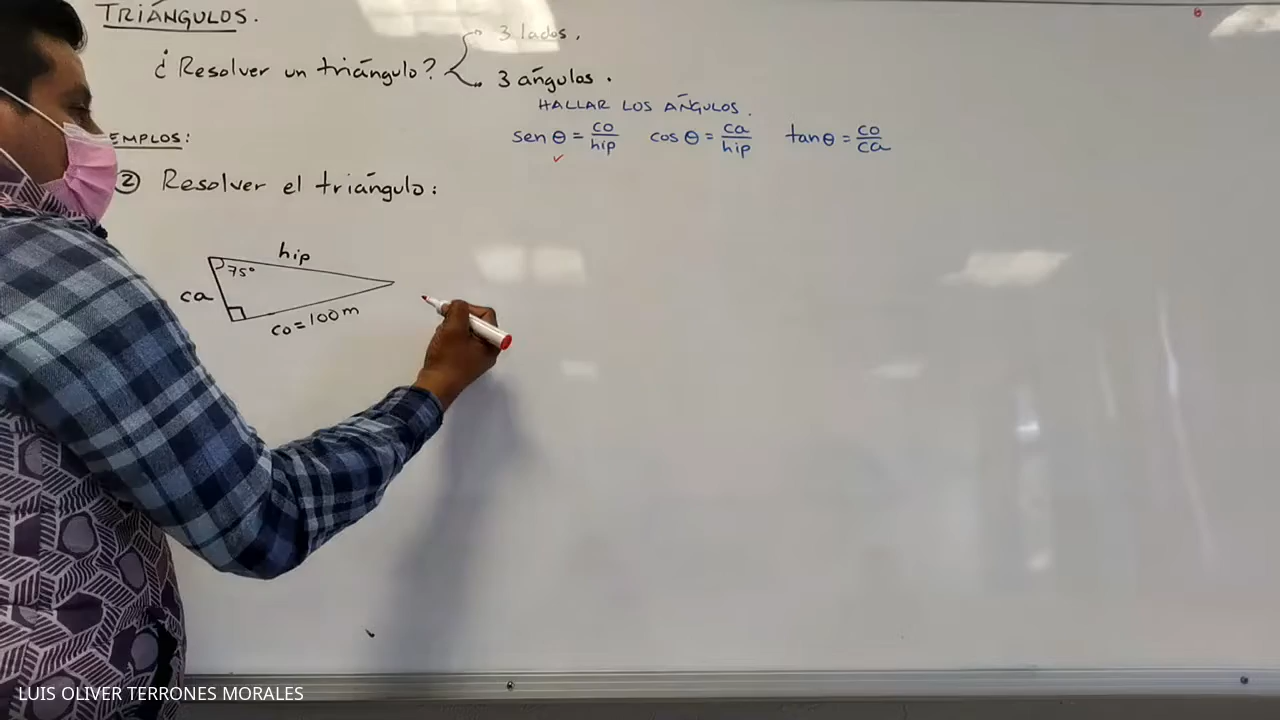 TRIÁNGULOS.
3 lados.
¿Resolver un triángulo?
3 ángulos.
HALLAR LOS ÁNGULOS.
sen θ = co/hip cos θ = ca/hip tan θ = co/ca
EMPLOS:
2 Resolver el triángulo:
hip
75°
ca
co = 100 m
LUIS OLIVER TERRONES MORALES